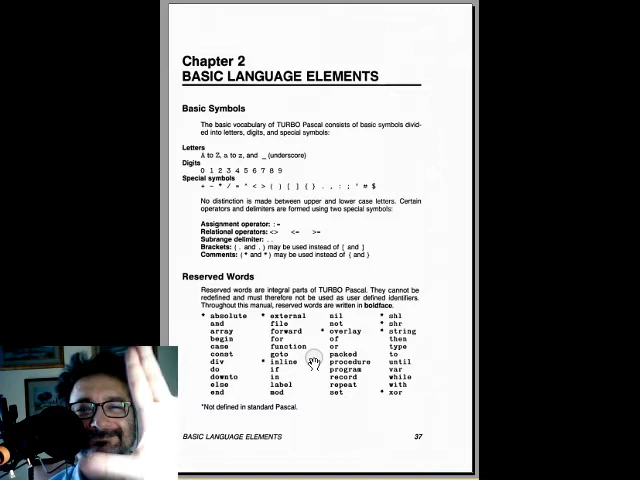 Chapter 2
BASIC LANGUAGE ELEMENTS
Basic Symbols
The basic vocabulary of TURBO Pascal consists of basic symbols divid-
ed into letters, digits, and special symbols:
Letters
A to Z, a to z, and _ (underscore)
Digits
0 1 2 3 4 5 6 7 8 9
Special symbols
+ - * / = ^ < > ( ) [ ] { } . , : ; ' # $
No distinction is made between upper and lower case letters. Certain
operators and delimiters are formed using two special symbols:
Assignment operator: :=
Relational operators: <> <= >=
Subrange delimiter: ..
Brackets: (. and .) may be used instead of [ and ]
Comments: (* and *) may be used instead of { and }
Reserved Words
Reserved words are integral parts of TURBO Pascal. They cannot be
redefined and must therefore not be used as user defined identifiers.
Throughout this manual, reserved words are written in boldface.
* absolute * external nil * shl
and file not * shr
array forward * overlay * string
begin for of then
case function or type
const goto packed to
div * inline procedure until
do if program var
downto in record while
else label repeat with
end mod set * xor
*Not defined in standard Pascal.
BASIC LANGUAGE ELEMENTS 37